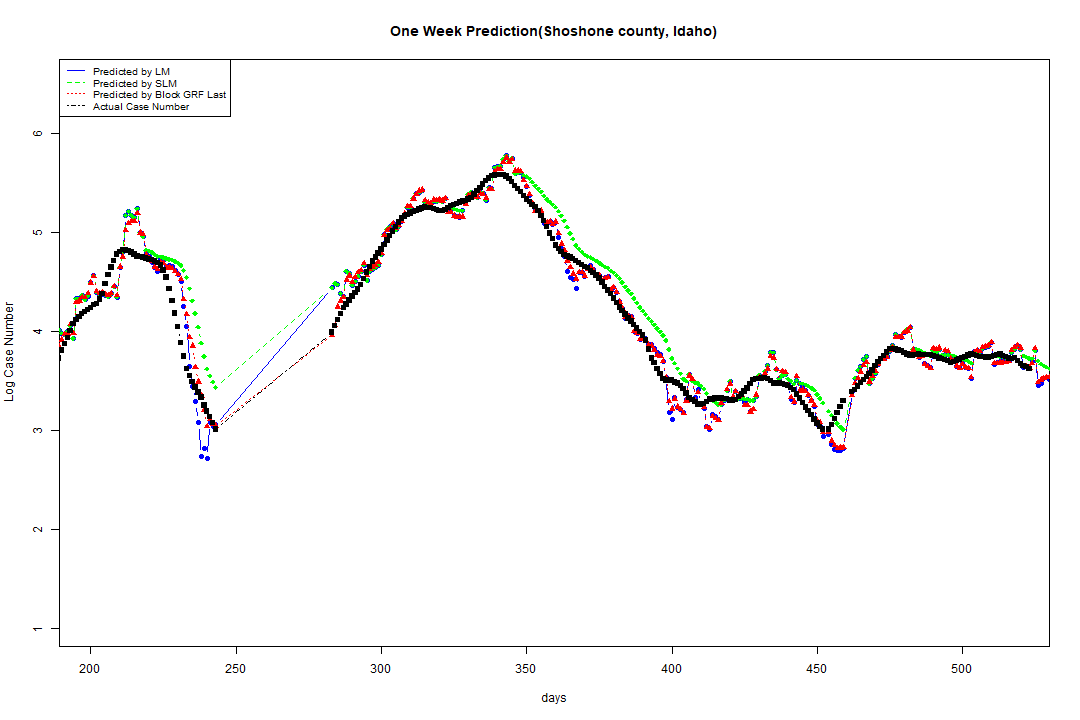 One Week Prediction(Shoshone county, Idaho)
Predicted by LM
Predicted by SLM
Predicted by Block GRF Last
Actual Case Number
6
5
4
3
2
1
Log Case Number
200 250 300 350 400 450 500
days